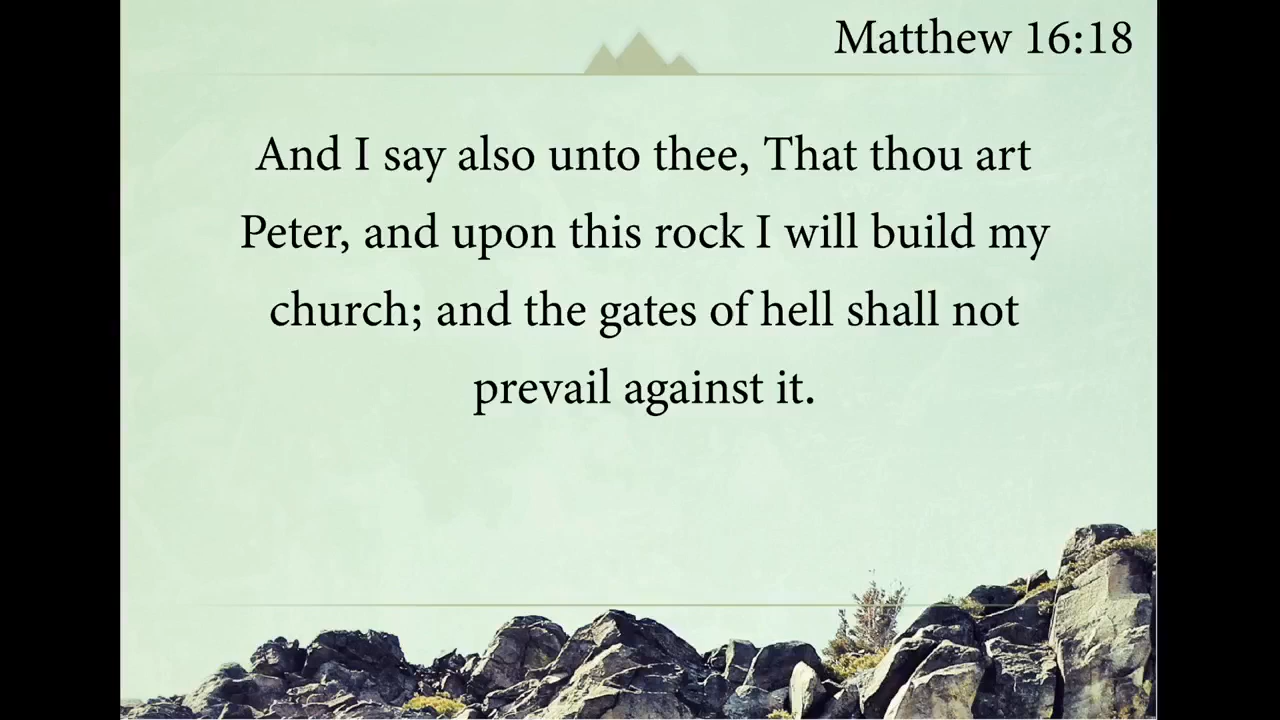 Matthew 16:18
And I say also unto thee, That thou art
Peter, and upon this rock I will build my
church; and the gates of hell shall not
prevail against it.